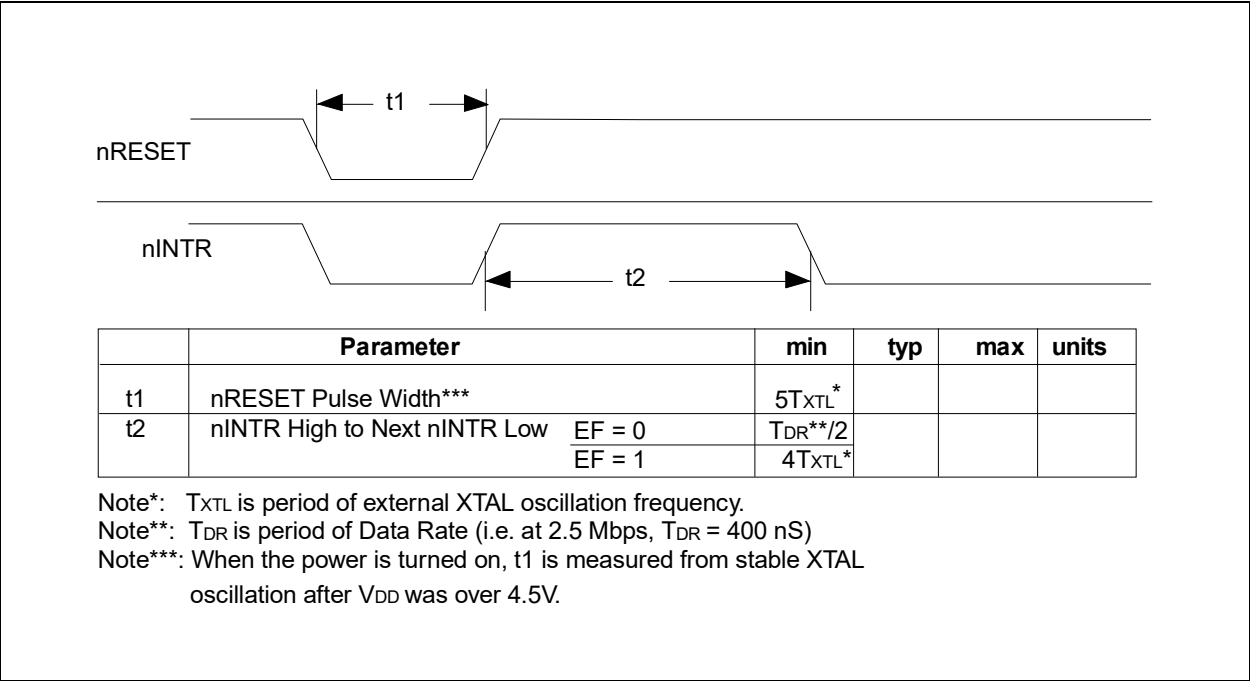 t1
nRESET
nINTR
t2
Parameter min typ max units
t1 nRESET Pulse Width*** 5TXTL*
t2 nINTR High to Next nINTR Low EF = 0 TDR**/2
EF = 1 4TXTL*
Note*: TXTL is period of external XTAL oscillation frequency.
Note**: TDR is period of Data Rate (i.e. at 2.5 Mbps, TDR = 400 nS)
Note***: When the power is turned on, t1 is measured from stable XTAL
oscillation after VDD was over 4.5V.